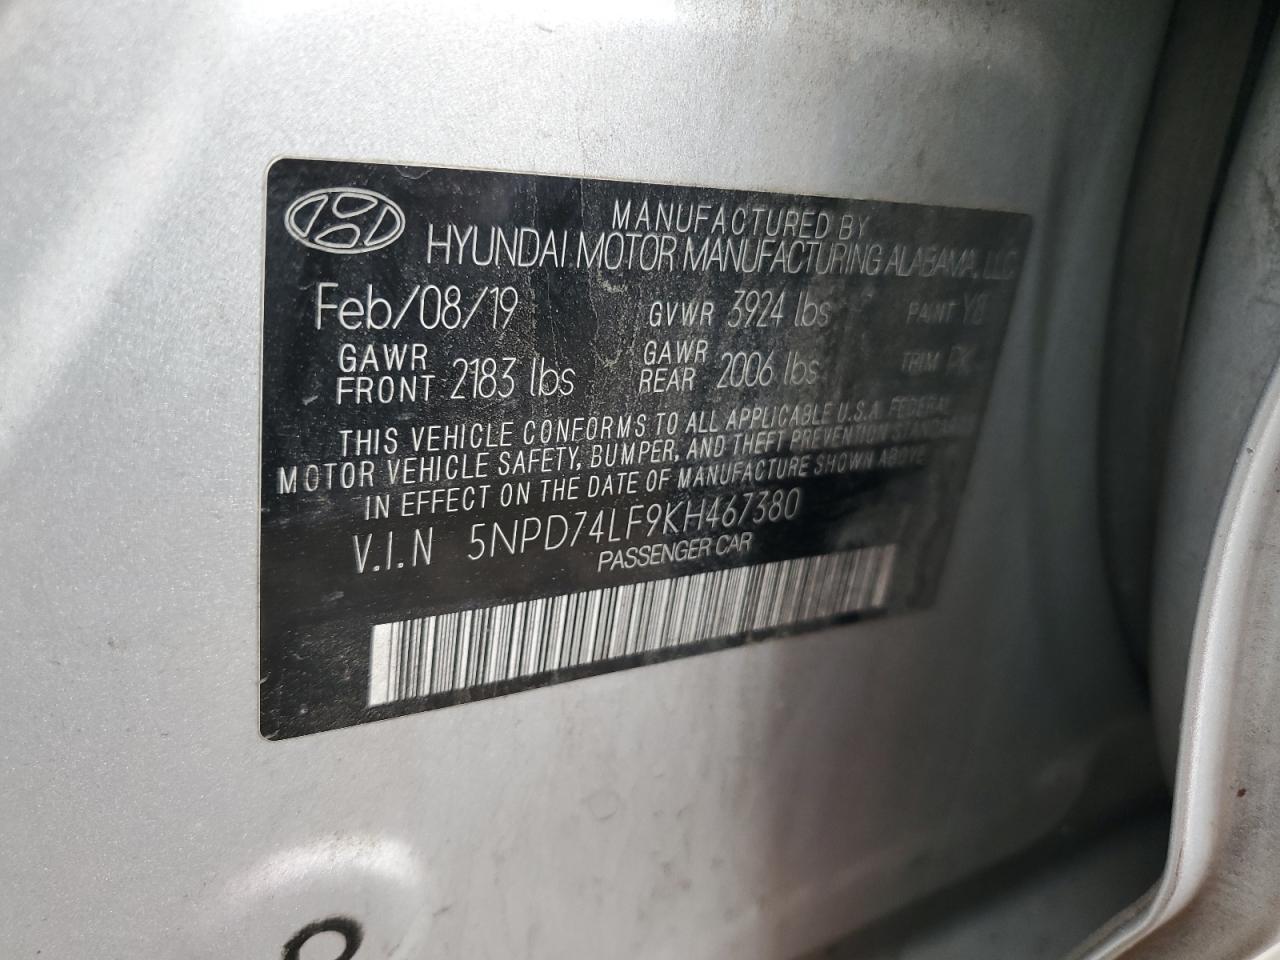 MANUFACTURED BY
HYUNDAI MOTOR MANUFACTURING ALABAMA, LLC
Feb/08/19 GVWR 3924 lbs PAINT Y8
GAWR FRONT 2183 lbs GAWR REAR 2006 lbs TRIM PK
THIS VEHICLE CONFORMS TO ALL APPLICABLE U.S.A. FEDERAL
MOTOR VEHICLE SAFETY, BUMPER, AND THEFT PREVENTION STANDARDS
IN EFFECT ON THE DATE OF MANUFACTURE SHOWN ABOVE
V.I.N 5NPD74LF9KH467380
PASSENGER CAR